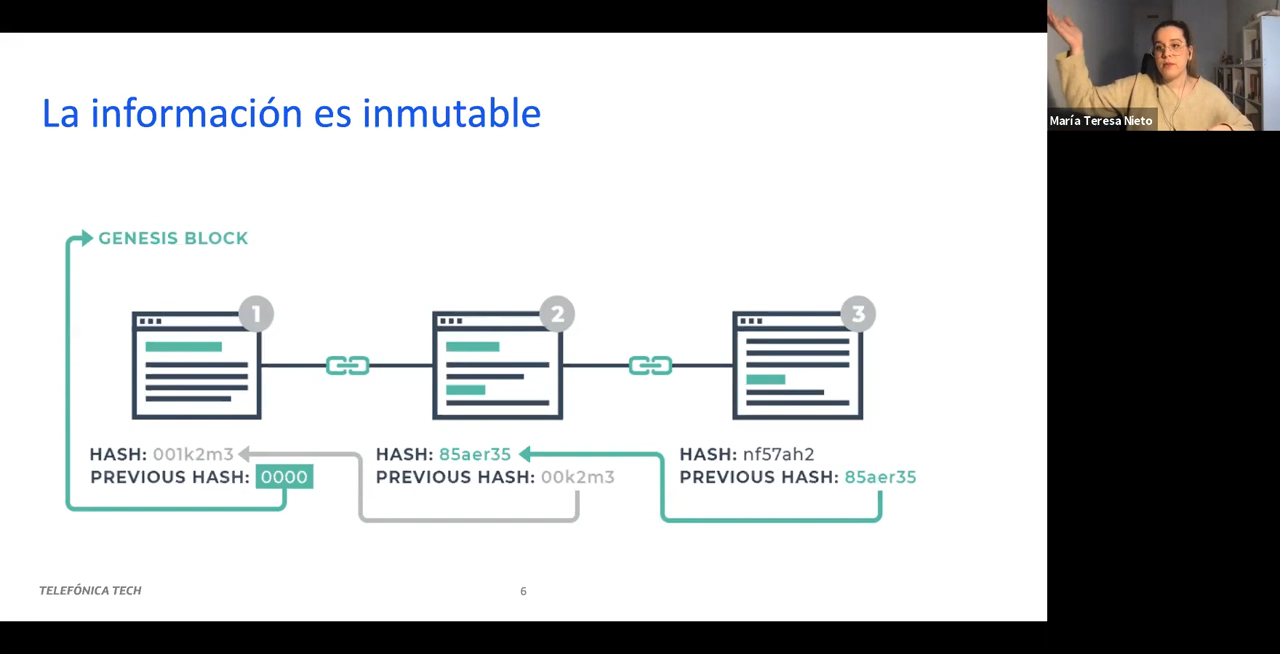 La información es inmutable
María Teresa Nieto
GENESIS BLOCK
1
2
3
HASH: 001k2m3
PREVIOUS HASH: 0000
HASH: 85aer35
PREVIOUS HASH: 00k2m3
HASH: nf57ah2
PREVIOUS HASH: 85aer35
TELEFÓNICA TECH
6